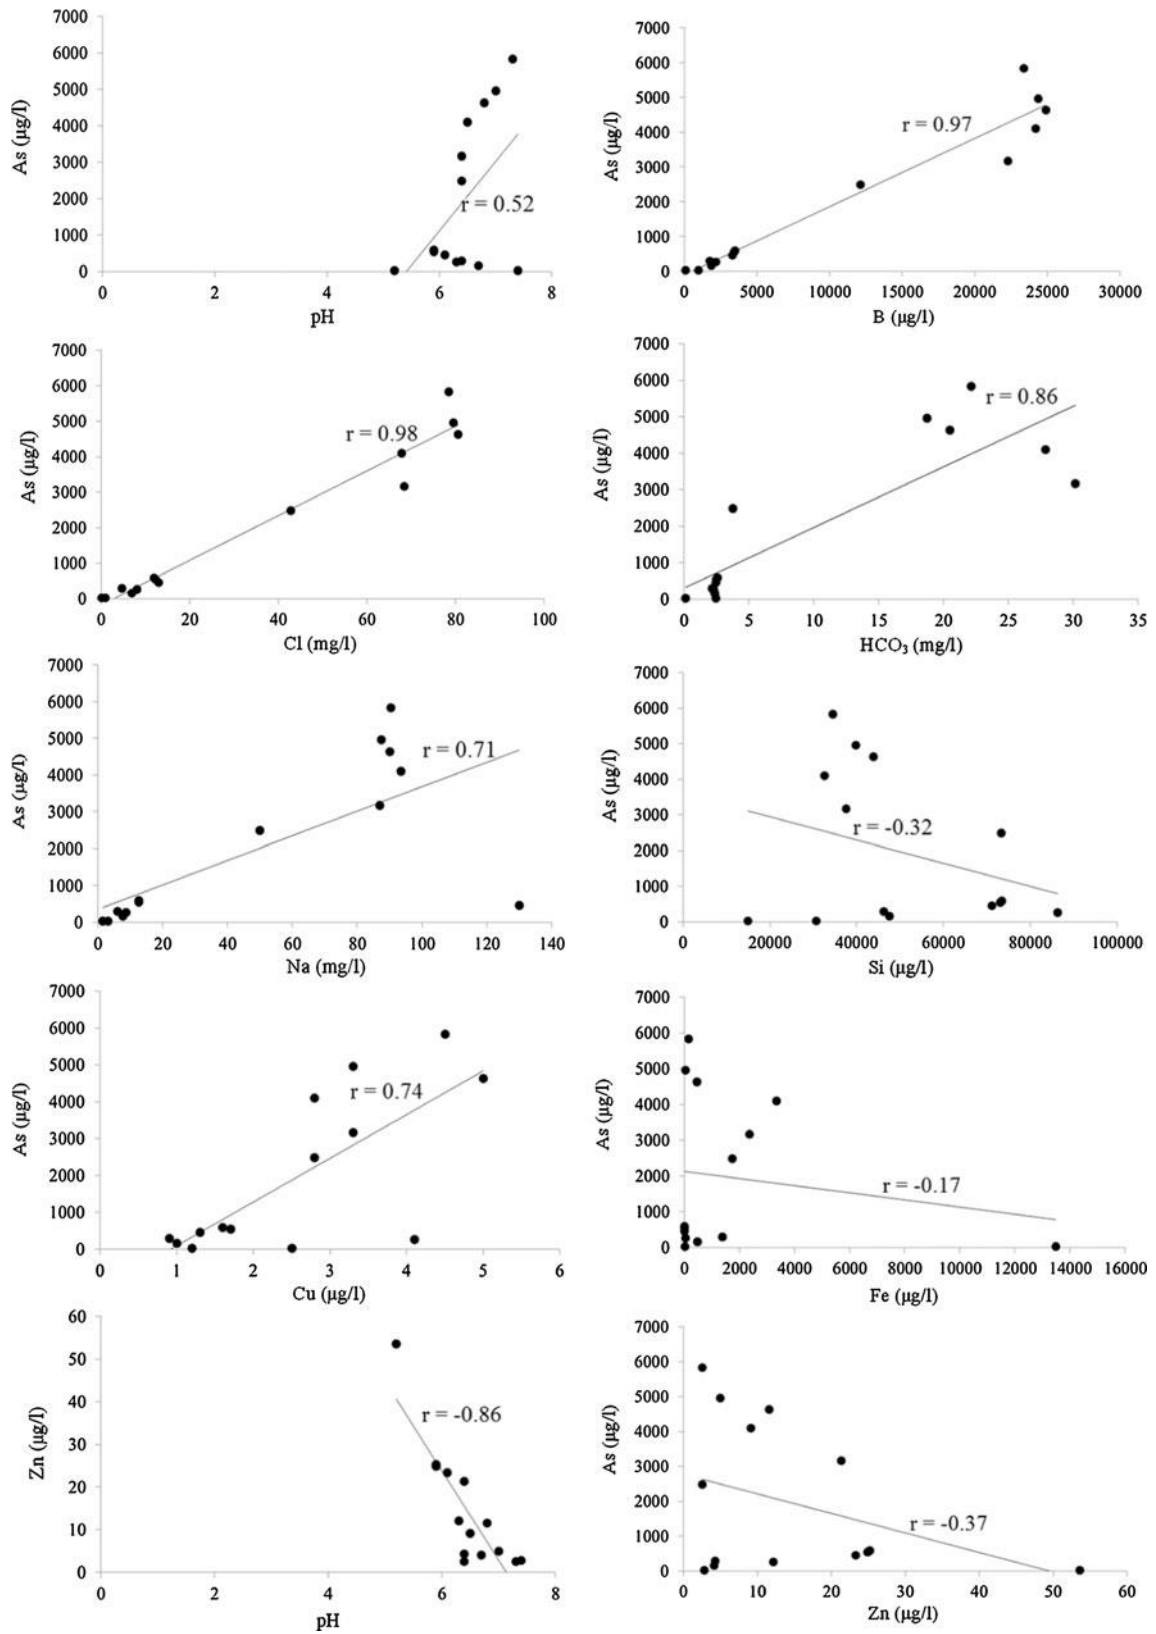 7000
6000
5000
4000
3000
2000
1000
0
As (µg/l)
r = 0.52
0 2 4 6 8
pH
7000
6000
5000
4000
3000
2000
1000
0
As (µg/l)
r = 0.97
0 5000 10000 15000 20000 25000 30000
B (µg/l)
7000
6000
5000
4000
3000
2000
1000
0
As (µg/l)
r = 0.98
0 20 40 60 80 100
Cl (mg/l)
7000
6000
5000
4000
3000
2000
1000
0
As (µg/l)
r = 0.86
0 5 10 15 20 25 30 35
HCO₃ (mg/l)
7000
6000
5000
4000
3000
2000
1000
0
As (µg/l)
r = 0.71
0 20 40 60 80 100 120 140
Na (mg/l)
7000
6000
5000
4000
3000
2000
1000
0
As (µg/l)
r = -0.32
0 20000 40000 60000 80000 100000
Si (µg/l)
7000
6000
5000
4000
3000
2000
1000
0
As (µg/l)
r = 0.74
0 1 2 3 4 5 6
Cu (µg/l)
7000
6000
5000
4000
3000
2000
1000
0
As (µg/l)
r = -0.17
0 2000 4000 6000 8000 10000 12000 14000 16000
Fe (µg/l)
60
50
40
30
20
10
0
Zn (µg/l)
r = -0.86
0 2 4 6 8
pH
7000
6000
5000
4000
3000
2000
1000
0
As (µg/l)
r = -0.37
0 10 20 30 40 50 60
Zn (µg/l)